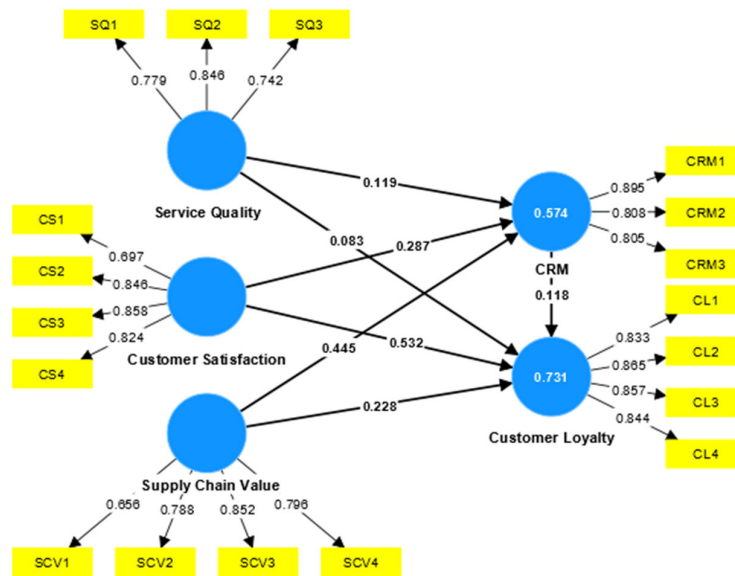 SQ1
SQ2
SQ3
0.779
0.846
0.742
Service Quality
CS1
CS2
CS3
CS4
0.697
0.846
0.858
0.824
Customer Satisfaction
Supply Chain Value
0.656
0.788
0.852
0.796
SCV1
SCV2
SCV3
SCV4
0.119
0.083
0.287
0.532
0.445
0.228
0.574
CRM
0.118
0.731
Customer Loyalty
0.895
0.808
0.805
CRM1
CRM2
CRM3
0.833
0.865
0.857
0.844
CL1
CL2
CL3
CL4